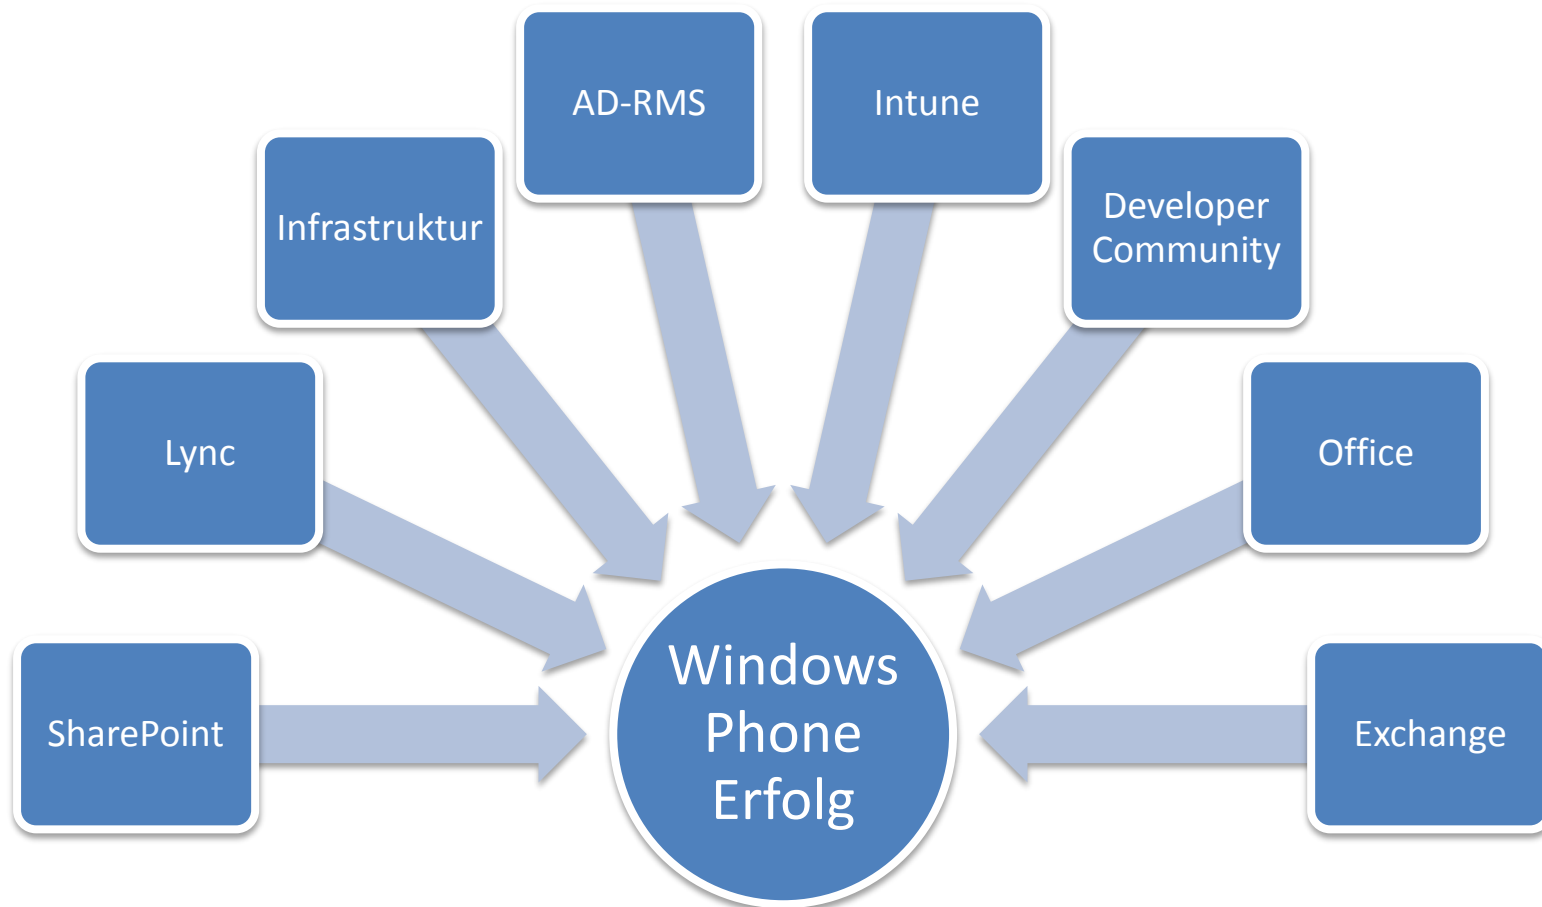 AD-RMS
Intune
Infrastruktur
Developer
Community
Lync
Office
SharePoint
Windows
Phone
Erfolg
Exchange